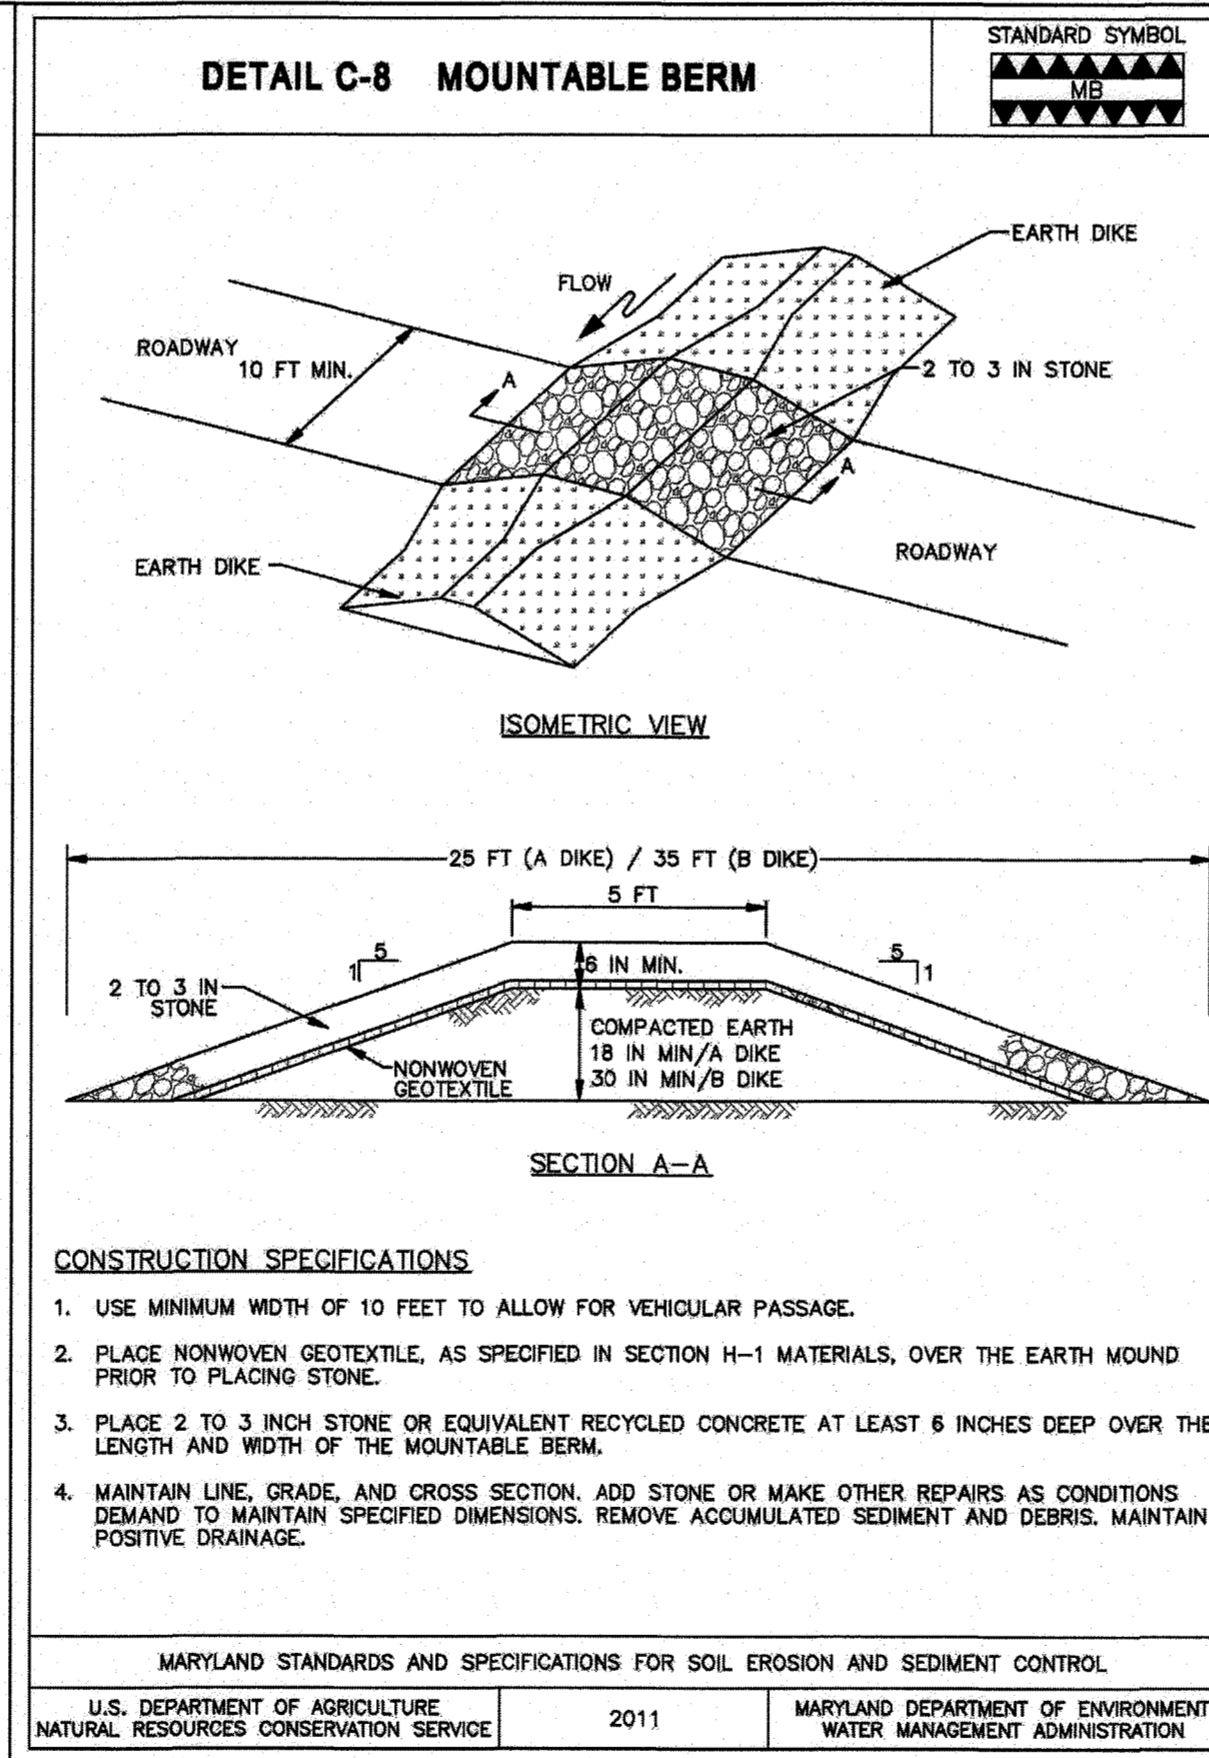 DETAIL C-8 MOUNTABLE BERM
STANDARD SYMBOL
MB
EARTH DIKE
FLOW
ROADWAY
10 FT MIN.
A
2 TO 3 IN STONE
A
ROADWAY
EARTH DIKE
ISOMETRIC VIEW
25 FT (A DIKE) / 35 FT (B DIKE)
5 FT
5
1
6 IN MIN.
5
1
2 TO 3 IN
STONE
COMPACTED EARTH
18 IN MIN/A DIKE
30 IN MIN/B DIKE
NONWOVEN
GEOTEXTILE
SECTION A-A
CONSTRUCTION SPECIFICATIONS
1. USE MINIMUM WIDTH OF 10 FEET TO ALLOW FOR VEHICULAR PASSAGE.
2. PLACE NONWOVEN GEOTEXTILE, AS SPECIFIED IN SECTION H-1 MATERIALS, OVER THE EARTH MOUND
PRIOR TO PLACING STONE.
3. PLACE 2 TO 3 INCH STONE OR EQUIVALENT RECYCLED CONCRETE AT LEAST 6 INCHES DEEP OVER THE
LENGTH AND WIDTH OF THE MOUNTABLE BERM.
4. MAINTAIN LINE, GRADE, AND CROSS SECTION. ADD STONE OR MAKE OTHER REPAIRS AS CONDITIONS
DEMAND TO MAINTAIN SPECIFIED DIMENSIONS. REMOVE ACCUMULATED SEDIMENT AND DEBRIS. MAINTAIN
POSITIVE DRAINAGE.
MARYLAND STANDARDS AND SPECIFICATIONS FOR SOIL EROSION AND SEDIMENT CONTROL
U.S. DEPARTMENT OF AGRICULTURE
NATURAL RESOURCES CONSERVATION SERVICE
2011
MARYLAND DEPARTMENT OF ENVIRONMENT
WATER MANAGEMENT ADMINISTRATION